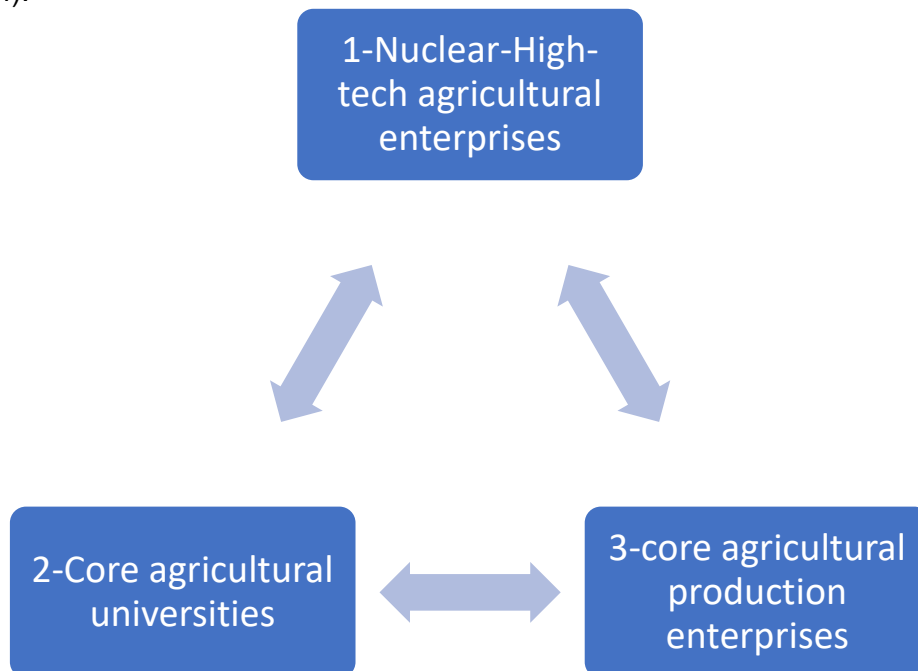 1-Nuclear-High-
tech agricultural
enterprises
2-Core agricultural
universities
3-core agricultural
production
enterprises